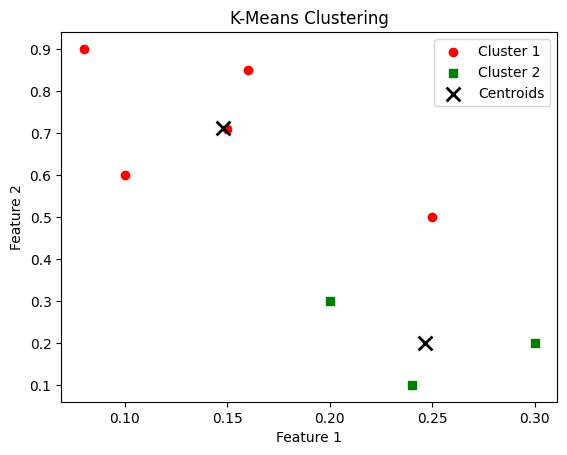 K-Means Clustering
Cluster 1
Cluster 2
Centroids
Feature 2
0.9
0.8
0.7
0.6
0.5
0.4
0.3
0.2
0.1
0.10 0.15 0.20 0.25 0.30
Feature 1